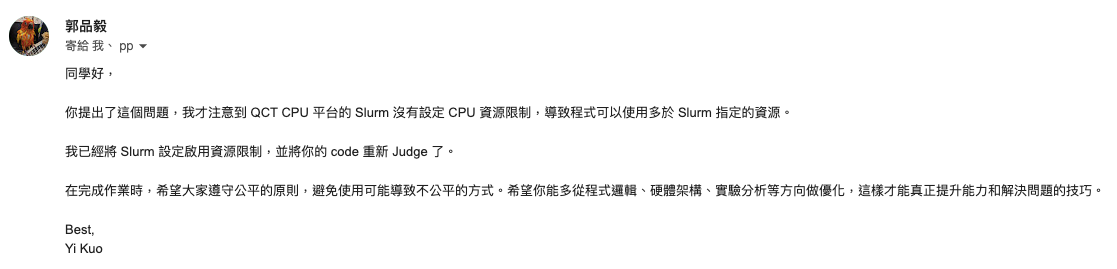 郭品毅
寄給 我、 pp
同學好，
你提出了這個問題，我才注意到 QCT CPU 平台的 Slurm 沒有設定 CPU 資源限制，導致程式可以使用多於 Slurm 指定的資源。
我已經將 Slurm 設定啟用資源限制，並將你的 code 重新 Judge 了。
在完成作業時，希望大家遵守公平的原則，避免使用可能導致不公平的方式。希望你能多從程式邏輯、硬體架構、實驗分析等方向做優化，這樣才能真正提升能力和解決問題的技巧。
Best,
Yi Kuo